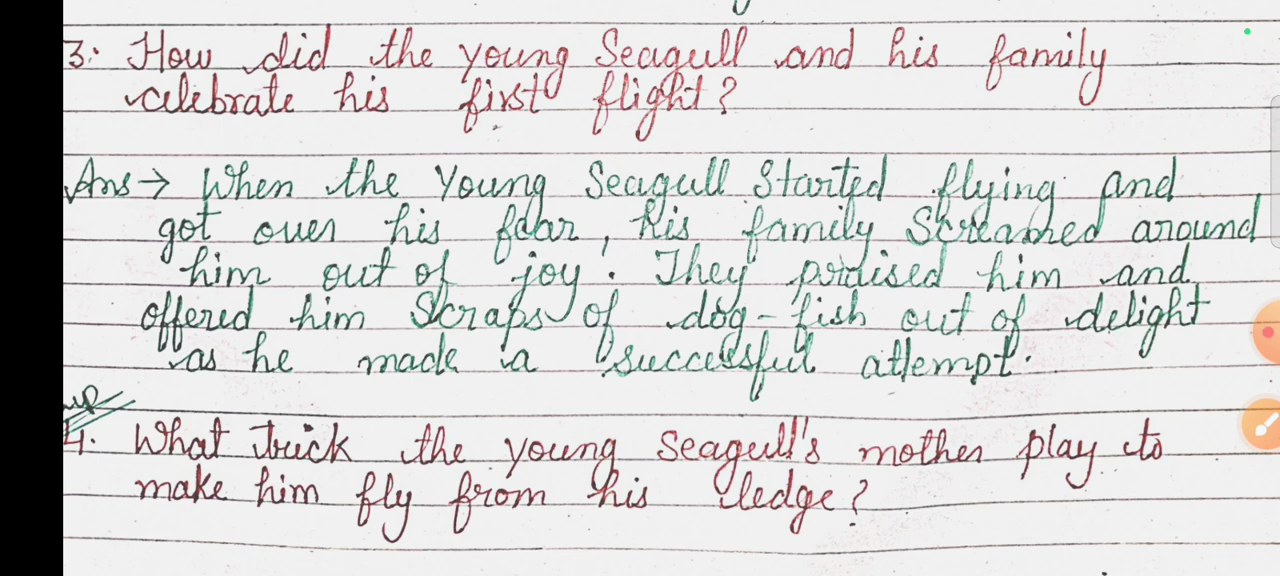 3. How did the young Seagull and his family
celebrate his first flight?
Ans → When the Young Seagull Started flying and
got over his fear, his family Screamed around
him out of joy. They praised him and
offered him Scraps of dog-fish out of delight
as he made a successful attempt.
4. What trick the young Seagull's mother play to
make him fly from his ledge?